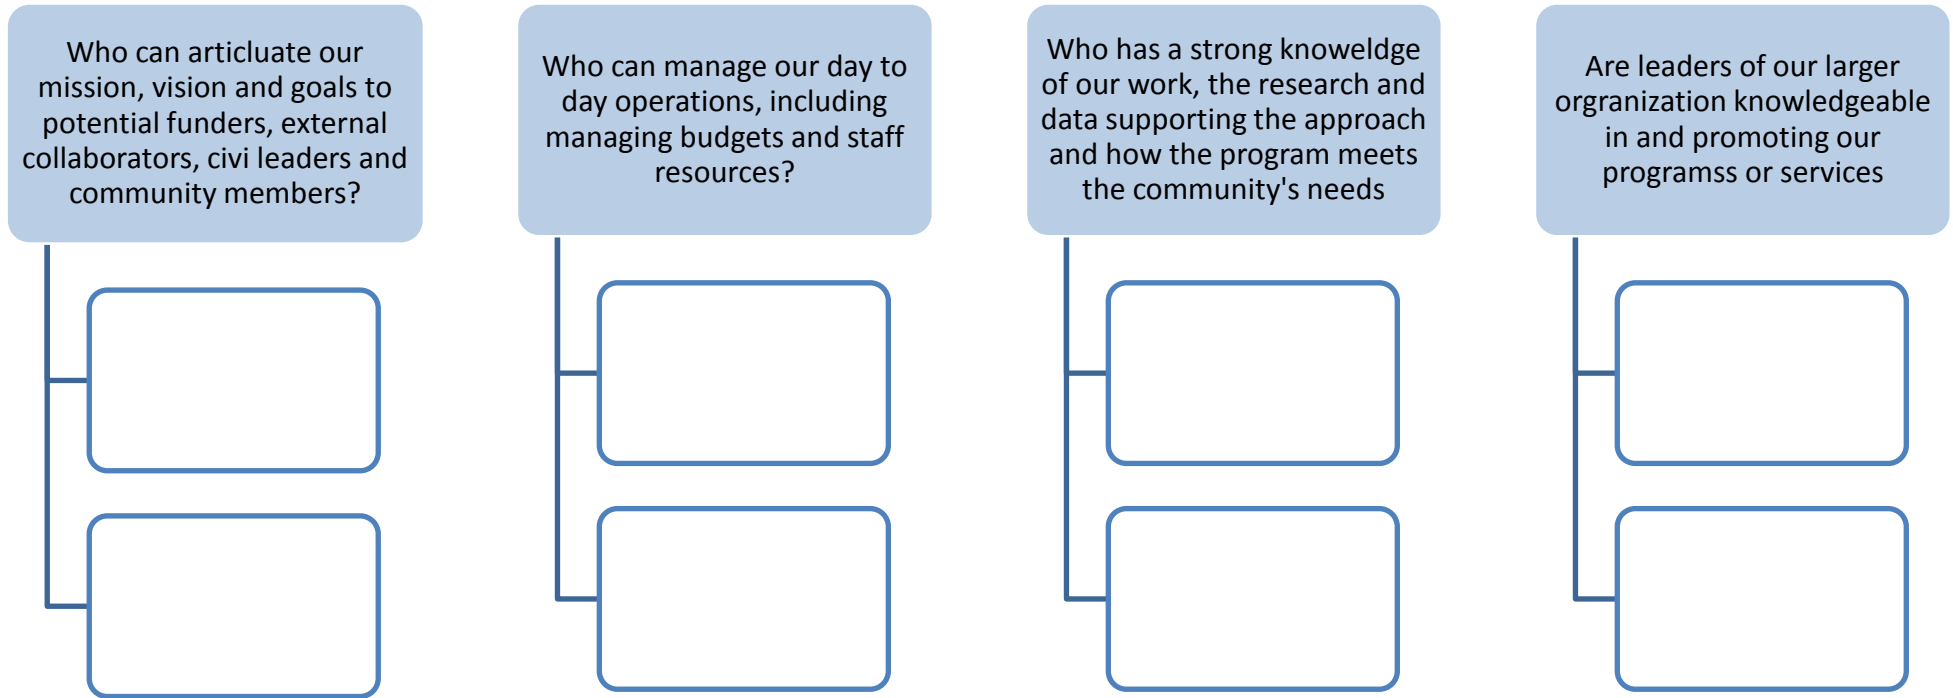 Who can articluate our
mission, vision and goals to
potential funders, external
collaborators, civi leaders and
community members?
Who can manage our day to
day operations, including
managing budgets and staff
resources?
Who has a strong knoweldge
of our work, the research and
data supporting the approach
and how the program meets
the community's needs
Are leaders of our larger
orgranization knowledgeable
in and promoting our
programss or services